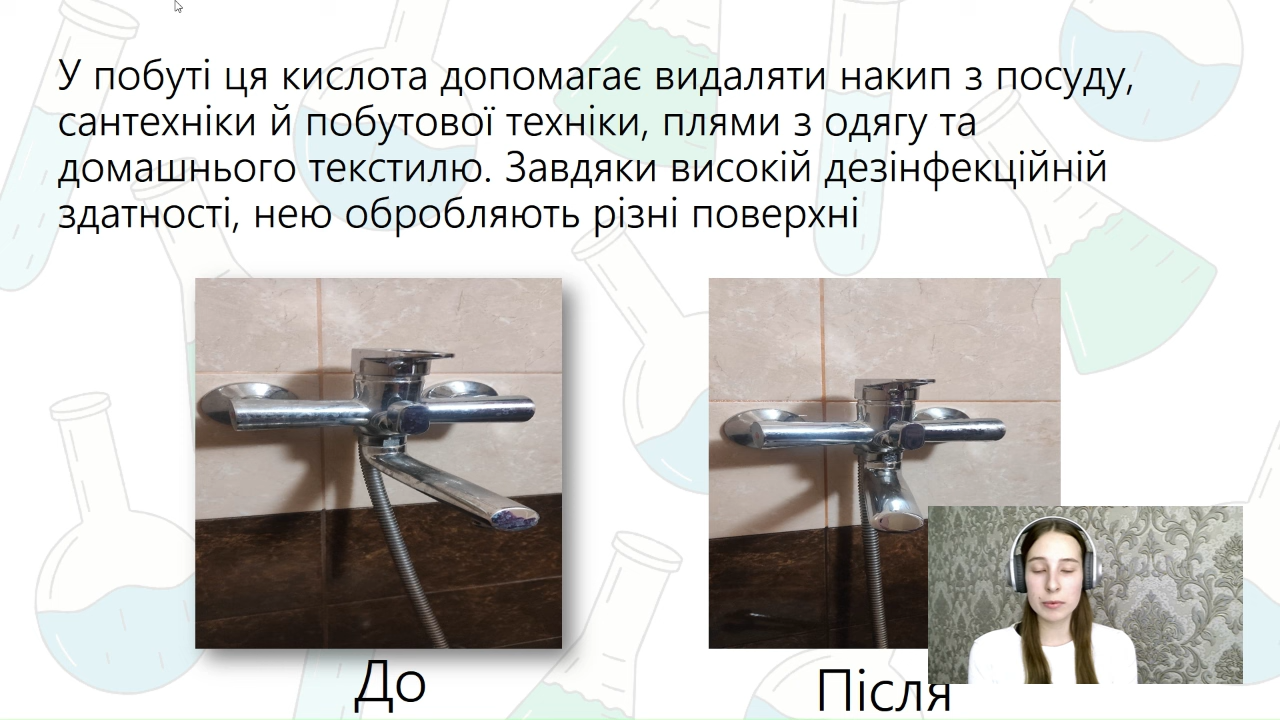 У побуті ця кислота допомагає видаляти накип з посуду,
сантехніки й побутової техніки, плями з одягу та
домашнього текстилю. Завдяки високій дезінфекційній
здатності, нею обробляють різні поверхні
До
Після